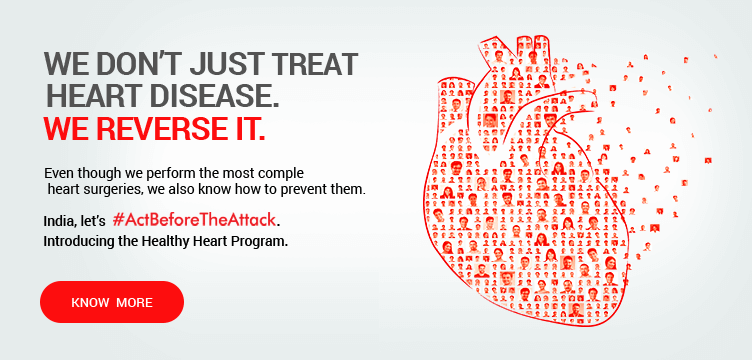 WE DON'T JUST TREAT
HEART DISEASE.
WE REVERSE IT.
Even though we perform the most comple
heart surgeries, we also know how to prevent them.
India, let's #ActBeforeTheAttack.
Introducing the Healthy Heart Program.
KNOW MORE